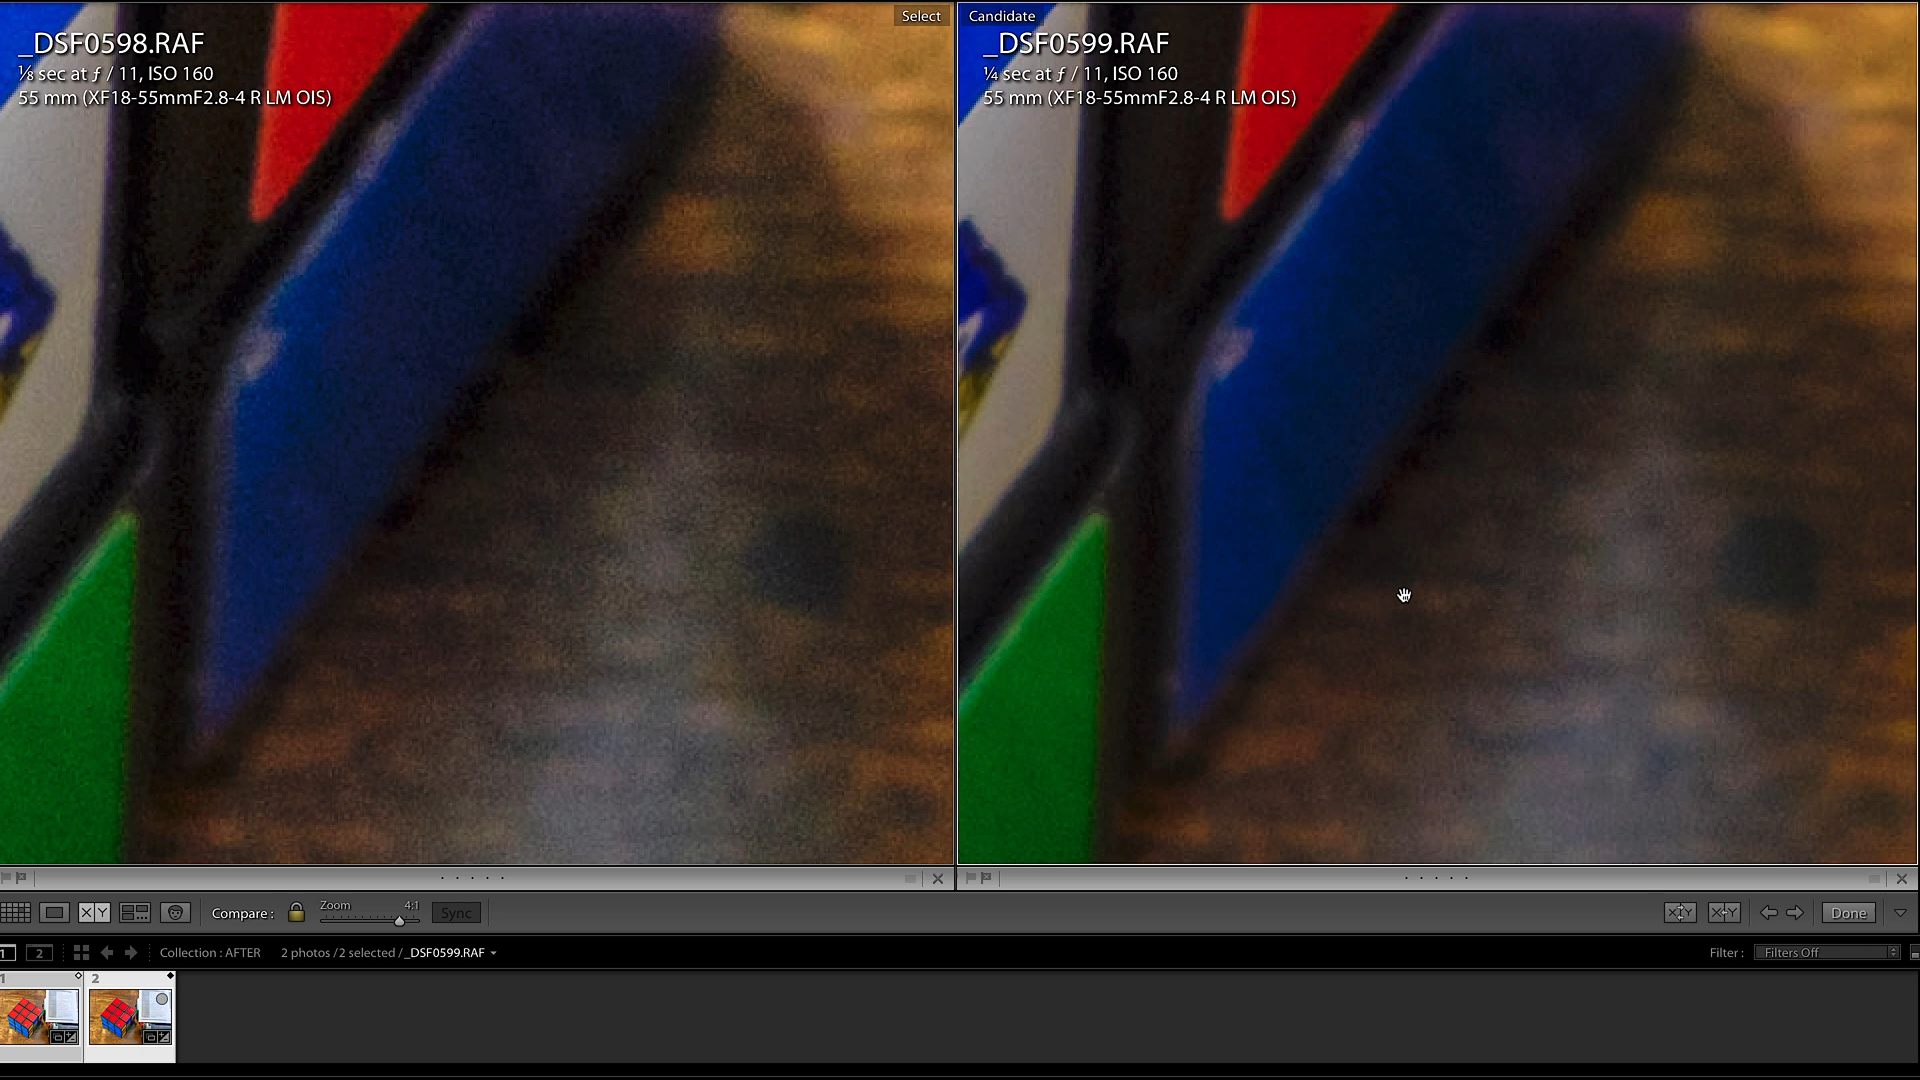 Select
_DSF0598.RAF
⅛ sec at ƒ / 11, ISO 160
55 mm (XF18-55mmF2.8-4 R LM OIS)
Candidate
_DSF0599.RAF
¼ sec at ƒ / 11, ISO 160
55 mm (XF18-55mmF2.8-4 R LM OIS)
X Y
Compare :
Zoom
4:1
Sync
Done
1
2
Collection : AFTER
2 photos / 2 selected / _DSF0599.RAF
Filter :
Filters Off
1
2